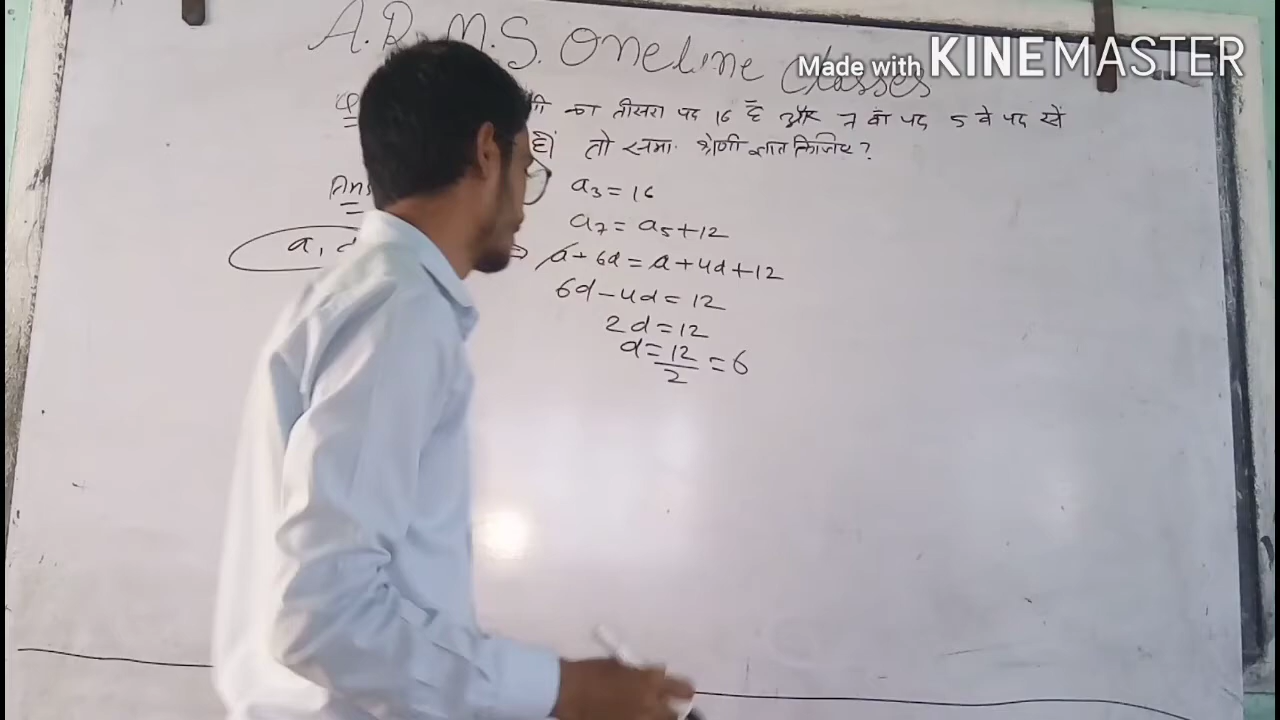 A.R.M.S. Oneline Classes
Made with KINEMASTER
का तीसरा पद 16 है और 7 वाँ पद 5 वे पद से
तो समा. श्रेणी ज्ञात किजिए?
Ans
a₃ = 16
a₇ = a₅ + 12
a + 6d = a + 4d + 12
a,
6d - 4d = 12
2d = 12
d = 12/2 = 6